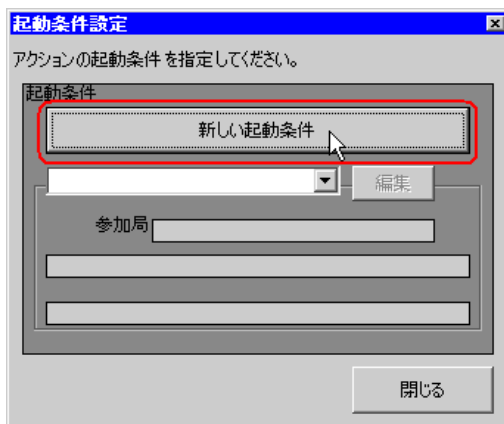 起動条件設定
アクションの起動条件を指定してください。
起動条件
新しい起動条件
編集
参加局
閉じる